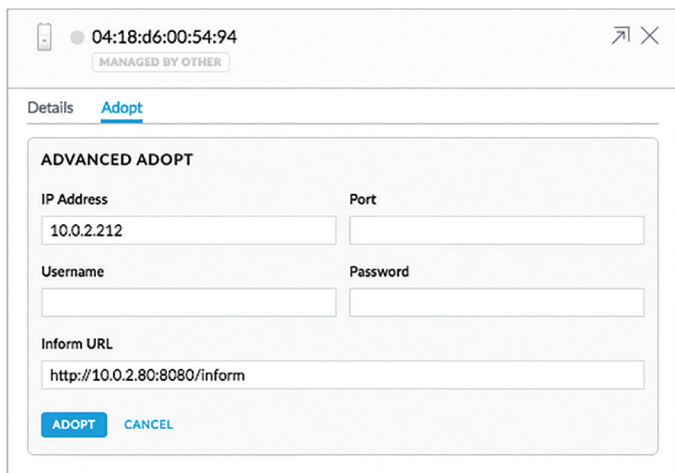 04:18:d6:00:54:94
MANAGED BY OTHER
Details Adopt
ADVANCED ADOPT
IP Address Port
10.0.2.212
Username Password
Inform URL
http://10.0.2.80:8080/inform
ADOPT CANCEL